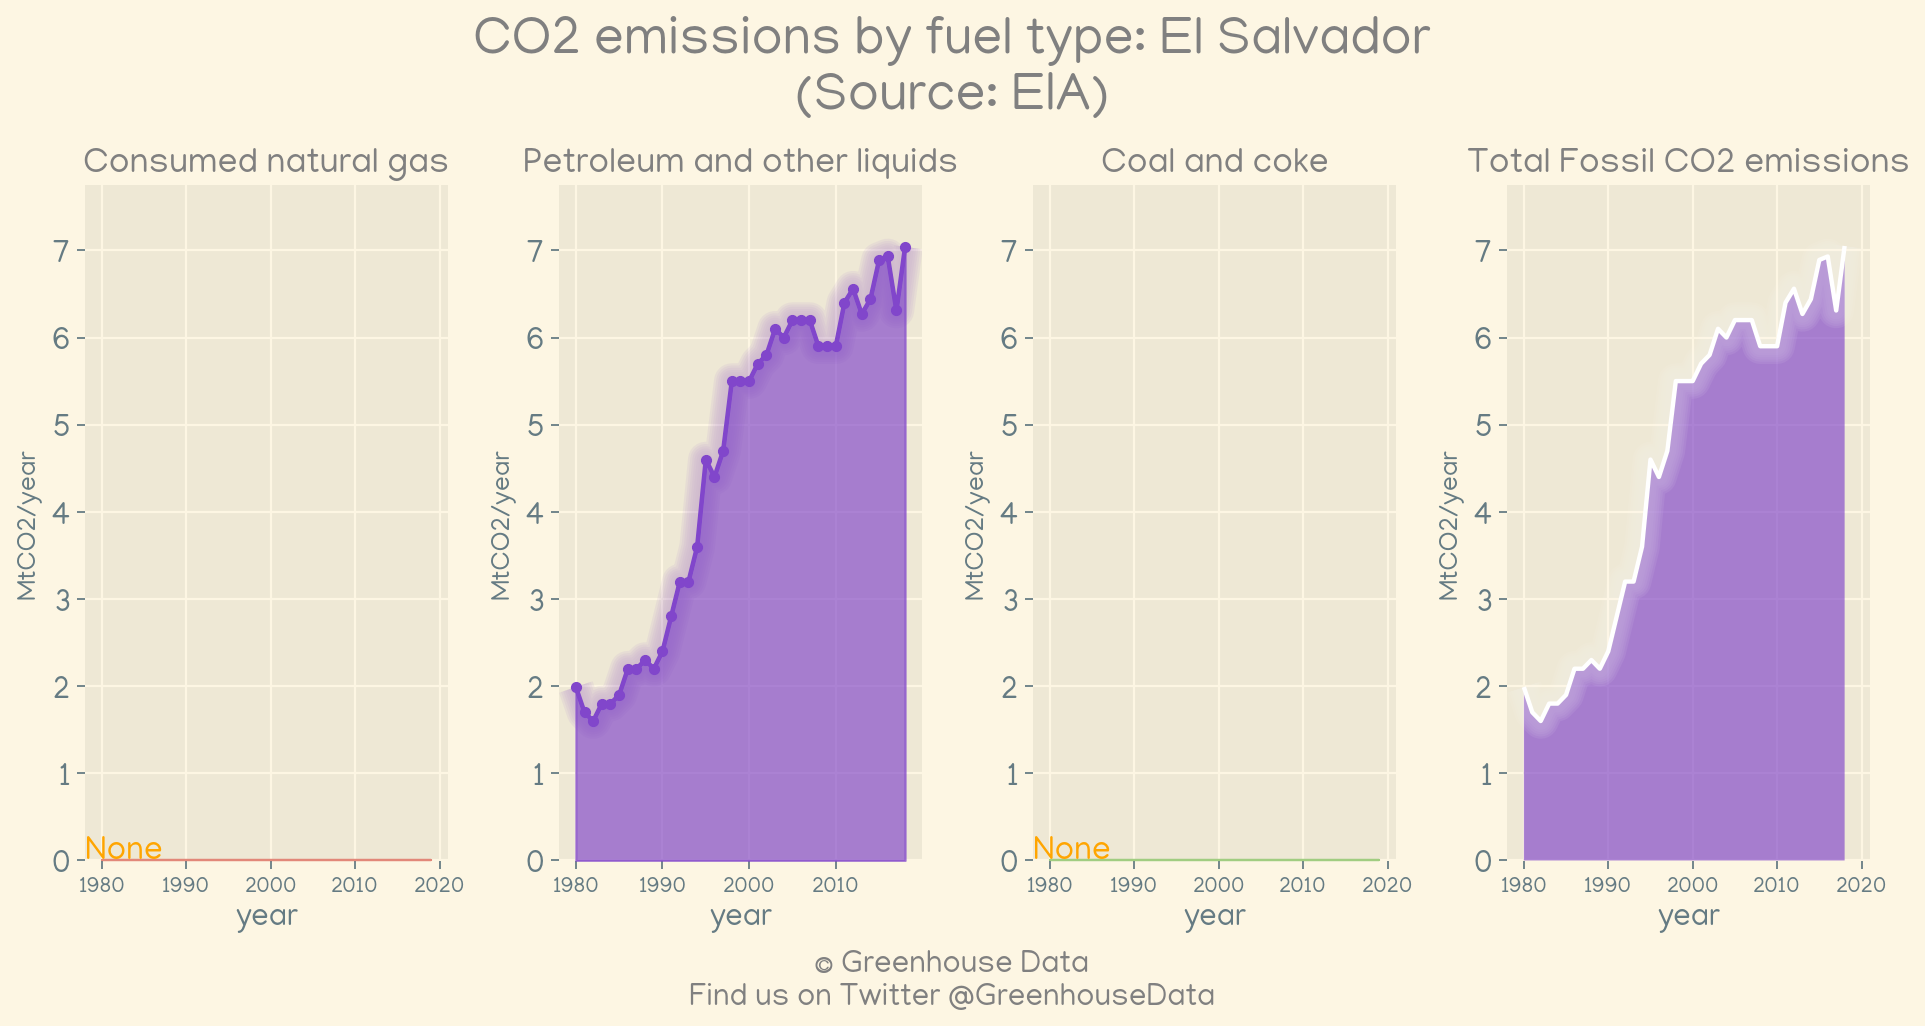 CO2 emissions by fuel type: El Salvador
(Source: EIA)
Consumed natural gas
7
6
5
4
3
2
1
0
MtCO2/year
None
1980 1990 2000 2010 2020
year
Petroleum and other liquids
7
6
5
4
3
2
1
0
MtCO2/year
1980 1990 2000 2010
year
Coal and coke
7
6
5
4
3
2
1
0
MtCO2/year
None
1980 1990 2000 2010 2020
year
Total Fossil CO2 emissions
7
6
5
4
3
2
1
0
MtCO2/year
1980 1990 2000 2010 2020
year
© Greenhouse Data
Find us on Twitter @GreenhouseData